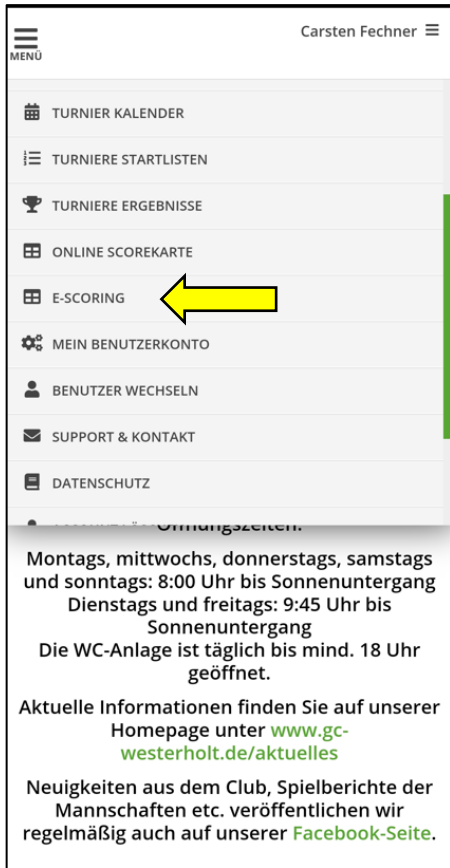 Carsten Fechner
MENÜ
TURNIER KALENDER
TURNIERE STARTLISTEN
TURNIERE ERGEBNISSE
ONLINE SCOREKARTE
E-SCORING
MEIN BENUTZERKONTO
BENUTZER WECHSELN
SUPPORT & KONTAKT
DATENSCHUTZ
Öffnungszeiten:
Montags, mittwochs, donnerstags, samstags
und sonntags: 8:00 Uhr bis Sonnenuntergang
Dienstags und freitags: 9:45 Uhr bis
Sonnenuntergang
Die WC-Anlage ist täglich bis mind. 18 Uhr
geöffnet.
Aktuelle Informationen finden Sie auf unserer
Homepage unter www.gc-
westerholt.de/aktuelles
Neuigkeiten aus dem Club, Spielberichte der
Mannschaften etc. veröffentlichen wir
regelmäßig auch auf unserer Facebook-Seite.